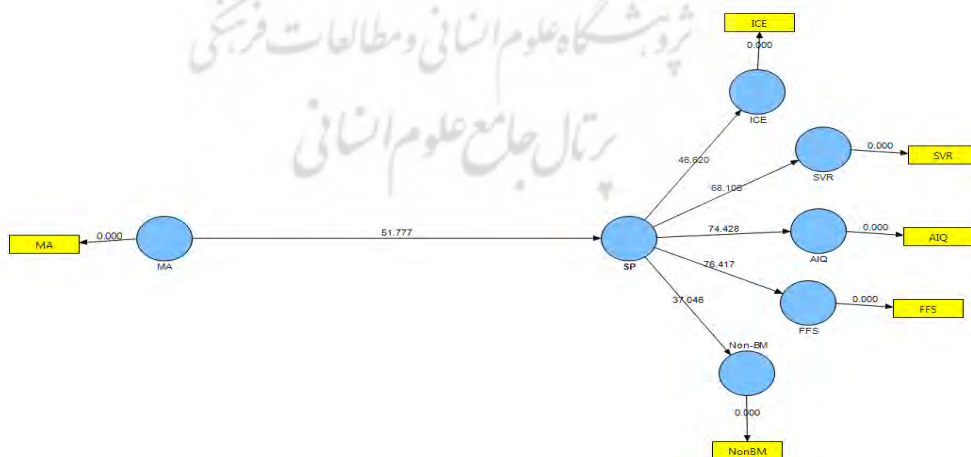 پژوهشگاه علوم انسانی و مطالعات فرهنگی
پرتال جامع علوم انسانی
ICE
0.000
ICE
46.620
SVR
0.000
SVR
68.108
MA
0.000
MA
51.777
SP
74.428
AIQ
0.000
AIQ
76.417
FFS
0.000
FFS
37.046
Non-BM
0.000
NonBM